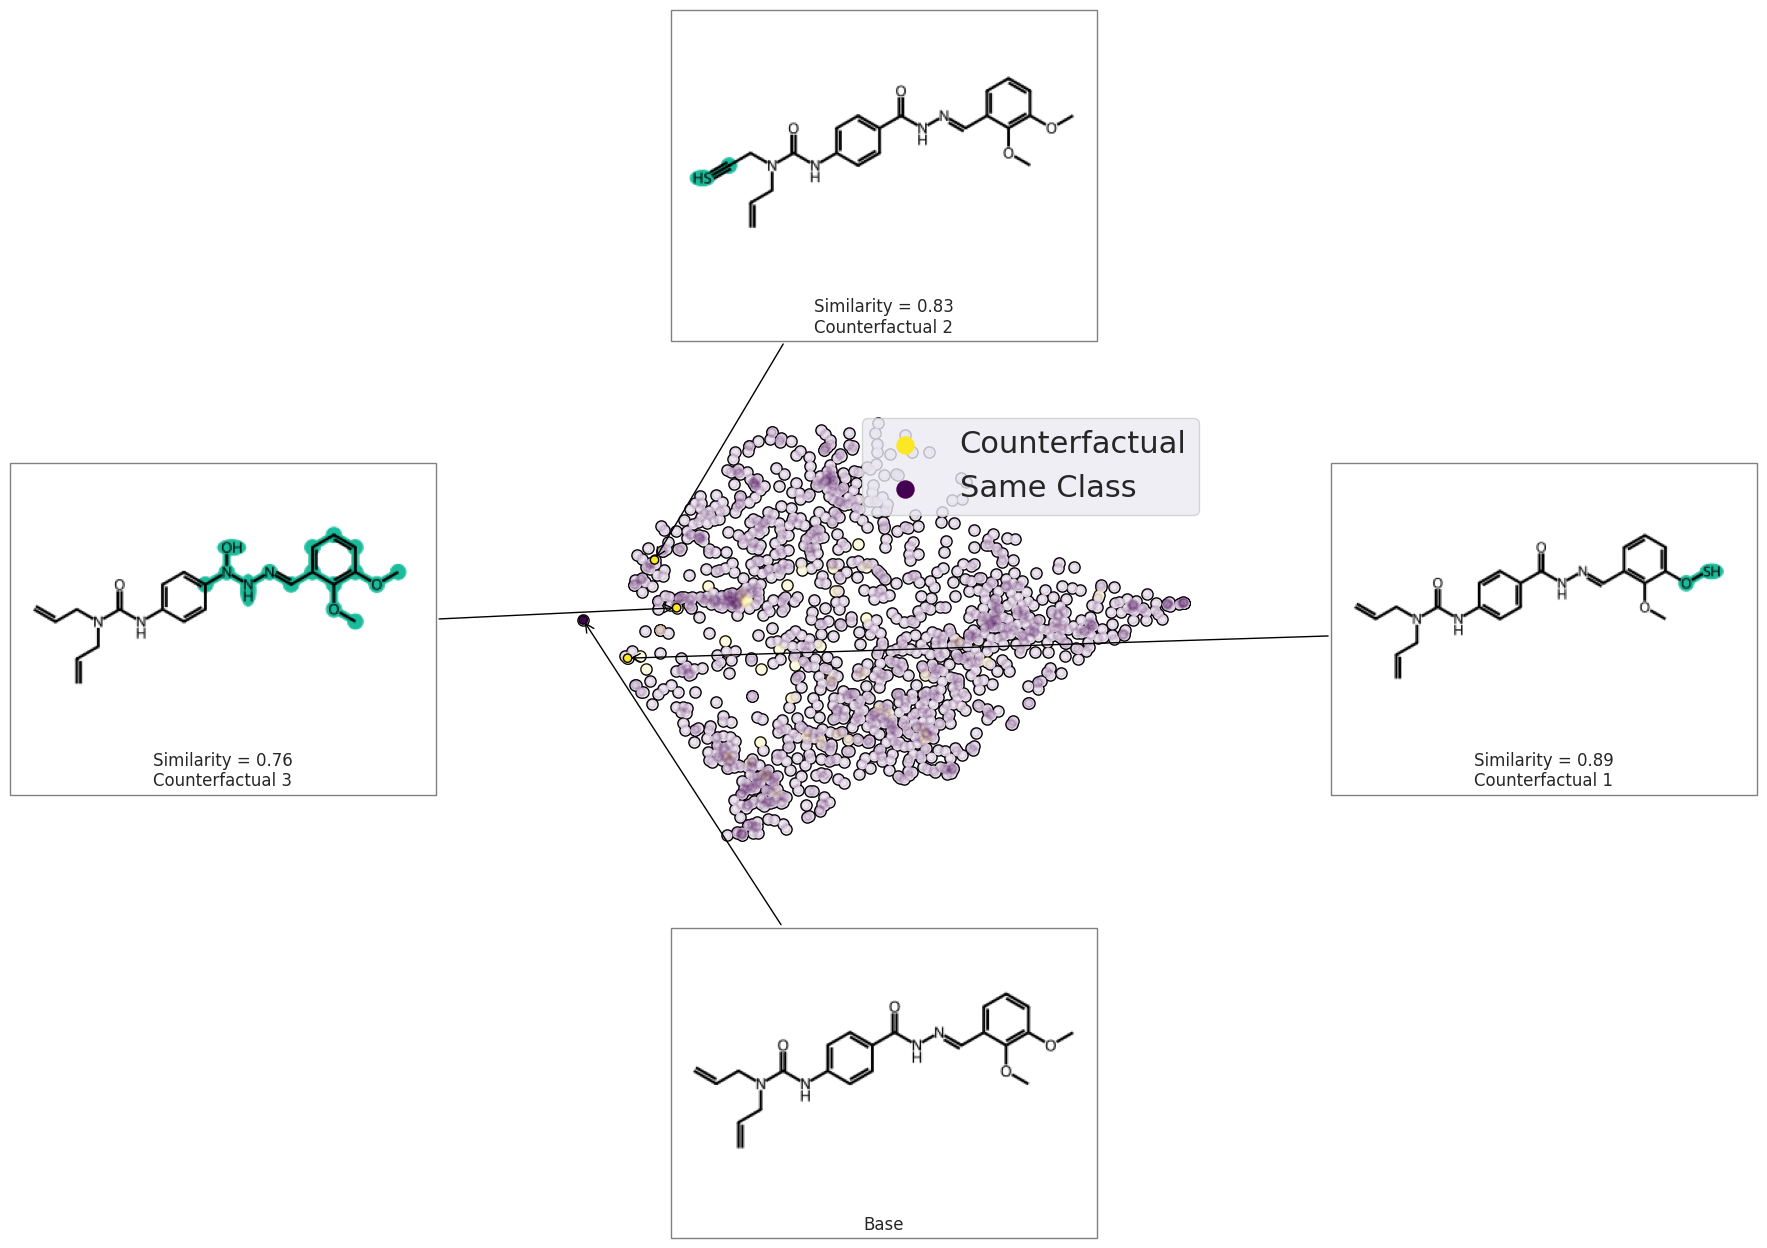 O
O
N
N
H
O
O
HS
N
N
H
Similarity = 0.83
Counterfactual 2
Counterfactual
Same Class
OH
N
N
H
N
O
O
O
N
N
H
Similarity = 0.76
Counterfactual 3
O
O
N
N
H
O
SH
O
N
N
H
O
Similarity = 0.89
Counterfactual 1
O
O
N
N
H
O
O
N
N
H
Base